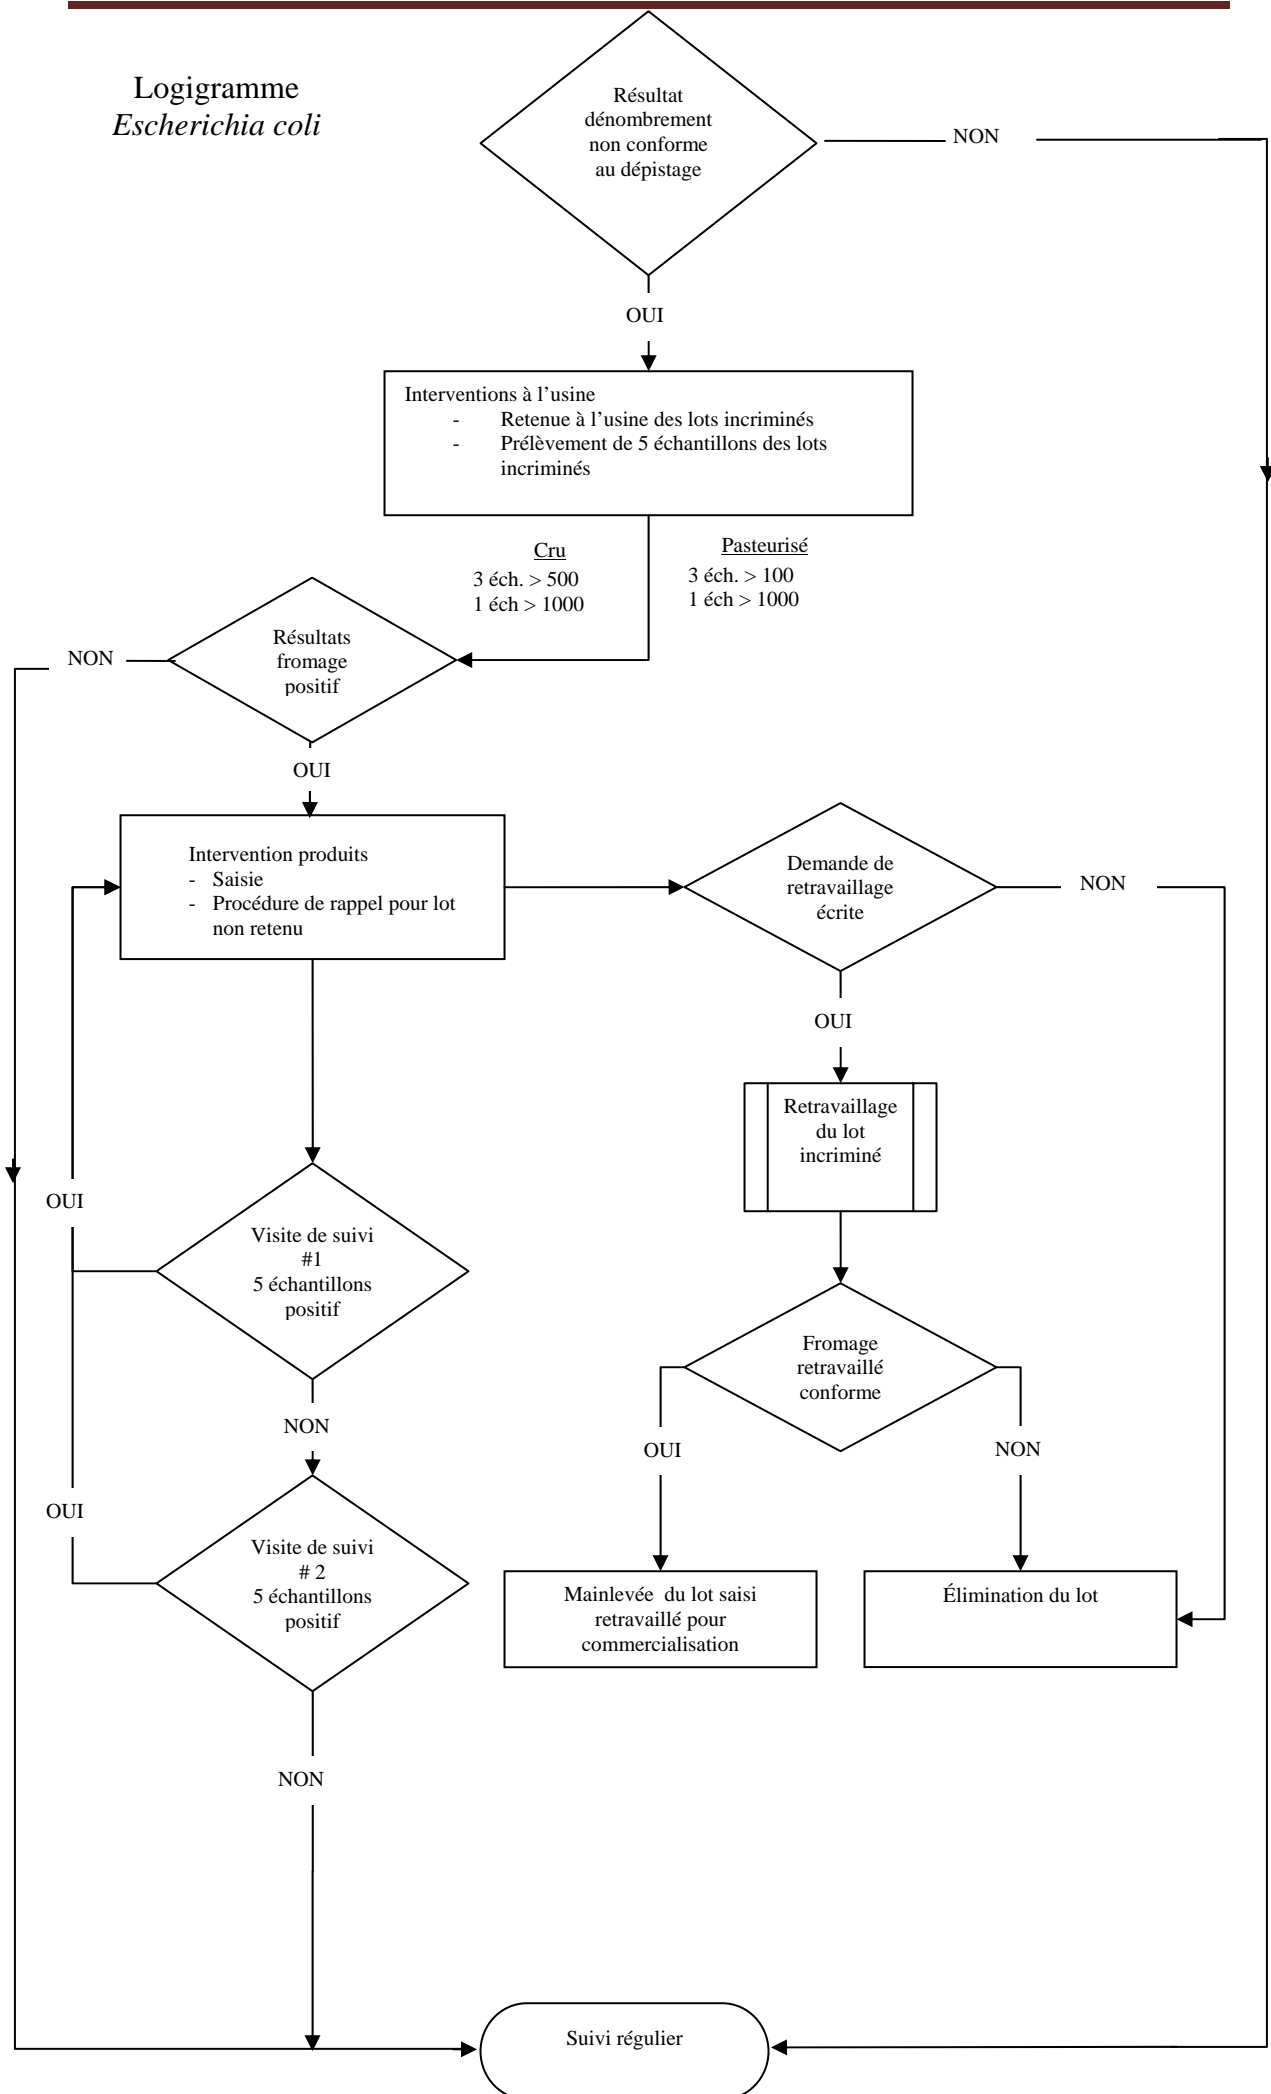 Logigramme
Escherichia coli
Résultat
dénombrement
non conforme
au dépistage
NON
OUI
Interventions à l'usine
- Retenue à l'usine des lots incriminés
- Prélèvement de 5 échantillons des lots
incriminés
Cru
3 éch. > 500
1 éch > 1000
Pasteurisé
3 éch. > 100
1 éch > 1000
Résultats
fromage
positif
NON
OUI
Intervention produits
- Saisie
- Procédure de rappel pour lot
non retenu
Demande de
retravaillage
écrite
NON
OUI
Retravaillage
du lot
incriminé
OUI
Visite de suivi
#1
5 échantillons
positif
Fromage
retravaillé
conforme
NON
OUI
NON
OUI
Visite de suivi
# 2
5 échantillons
positif
Mainlevée du lot saisi
retravaillé pour
commercialisation
Élimination du lot
NON
Suivi régulier